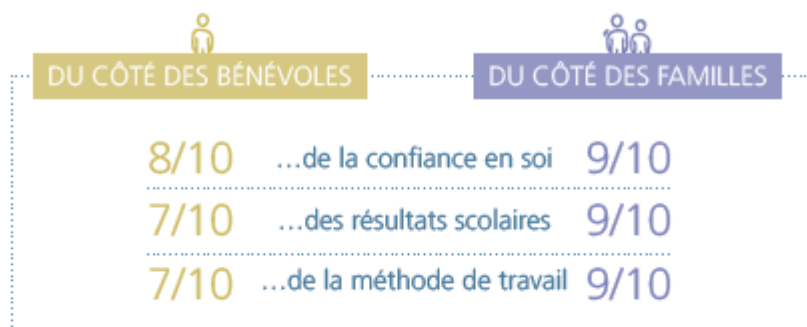 DU CÔTÉ DES BÉNÉVOLES DU CÔTÉ DES FAMILLES
8/10 ...de la confiance en soi 9/10
7/10 ...des résultats scolaires 9/10
7/10 ...de la méthode de travail 9/10